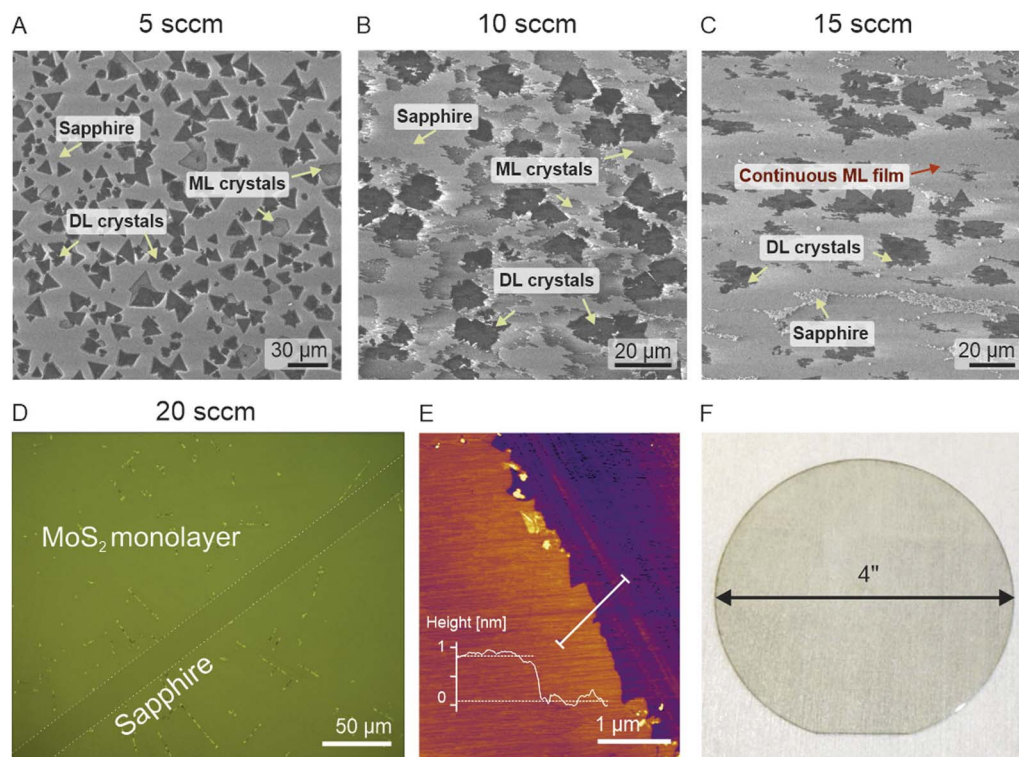 A
5 sccm
B
10 sccm
C
15 sccm
Sapphire
ML crystals
DL crystals
30 µm
Sapphire
ML crystals
DL crystals
20 µm
Continuous ML film
DL crystals
Sapphire
20 µm
D
20 sccm
E
F
MoS₂ monolayer
Sapphire
50 µm
Height [nm]
1
0
1 µm
4"